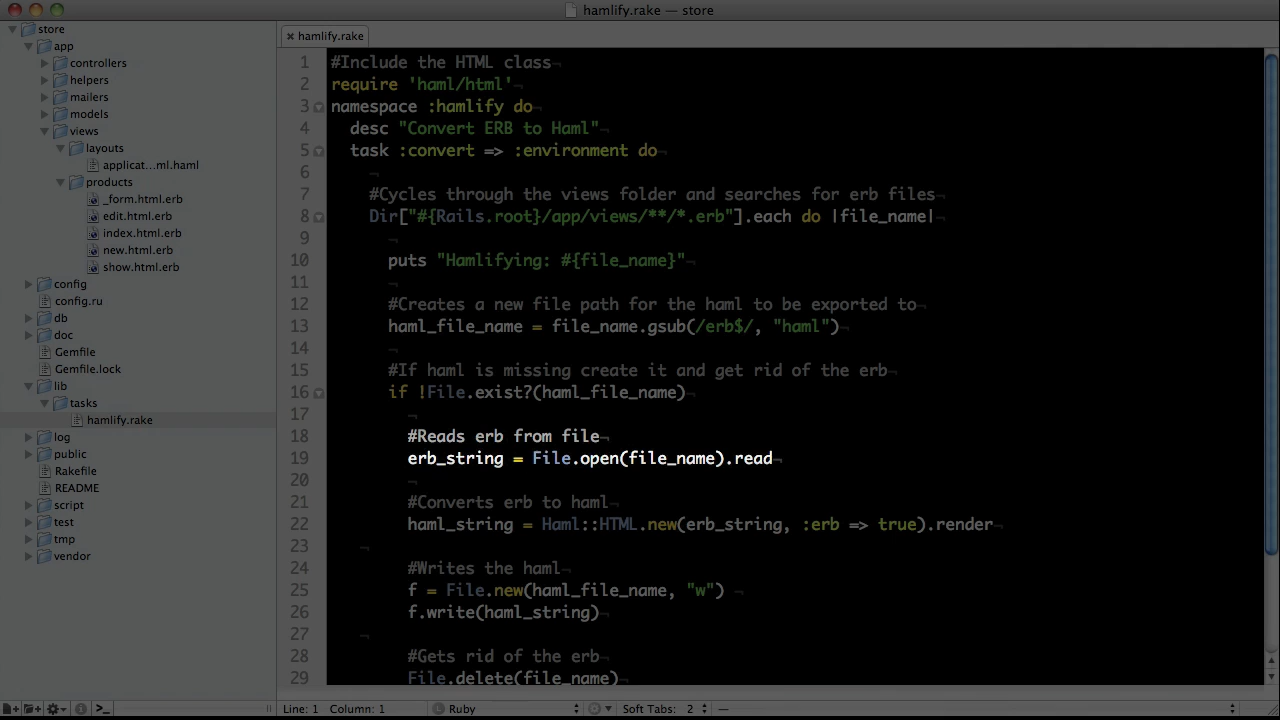 hamlify.rake — store
store
app
controllers
helpers
mailers
models
views
layouts
applicat...ml.haml
products
_form.html.erb
edit.html.erb
index.html.erb
new.html.erb
show.html.erb
config
config.ru
db
doc
Gemfile
Gemfile.lock
lib
tasks
hamlify.rake
log
public
Rakefile
README
script
test
tmp
vendor
× hamlify.rake
1 #Include the HTML class¬
2 require 'haml/html'¬
3 namespace :hamlify do¬
4 desc "Convert ERB to Haml"¬
5 task :convert => :environment do¬
6 ¬
7 #Cycles through the views folder and searches for erb files¬
8 Dir["#{Rails.root}/app/views/**/*.erb"].each do |file_name|¬
9 ¬
10 puts "Hamlifying: #{file_name}"¬
11 ¬
12 #Creates a new file path for the haml to be exported to¬
13 haml_file_name = file_name.gsub(/erb$/, "haml")¬
14 ¬
15 #If haml is missing create it and get rid of the erb¬
16 if !File.exist?(haml_file_name)¬
17 ¬
18 #Reads erb from file¬
19 erb_string = File.open(file_name).read¬
20 ¬
21 #Converts erb to haml¬
22 haml_string = Haml::HTML.new(erb_string, :erb => true).render¬
23 ¬
24 #Writes the haml¬
25 f = File.new(haml_file_name, "w") ¬
26 f.write(haml_string)¬
27 ¬
28 #Gets rid of the erb¬
29 File.delete(file_name)¬
Line: 1 Column: 1 Ruby Soft Tabs: 2 —